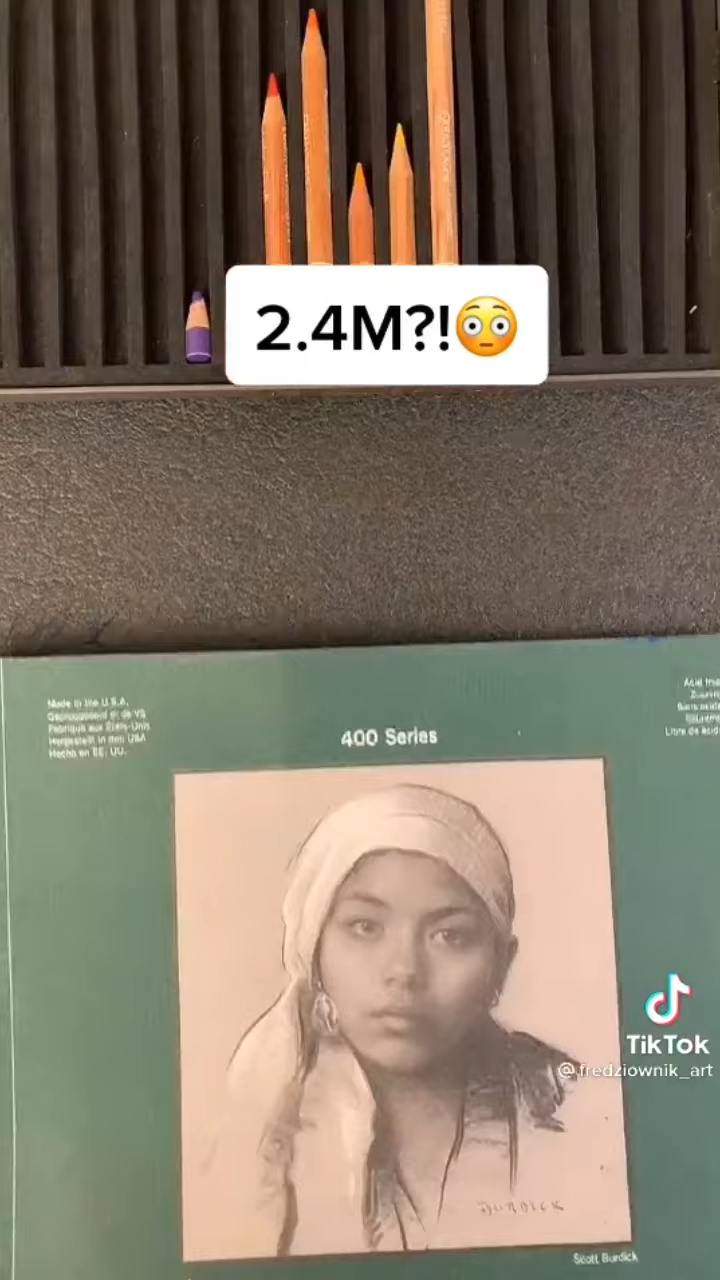 2.4M?!😳
Made in the U.S.A.
Fabriqué aux États-Unis
Hergestellt in den USA
Hecho en EE. UU.
400 Series
TikTok
@fredziownik_art
BURDICK
Scott Burdick